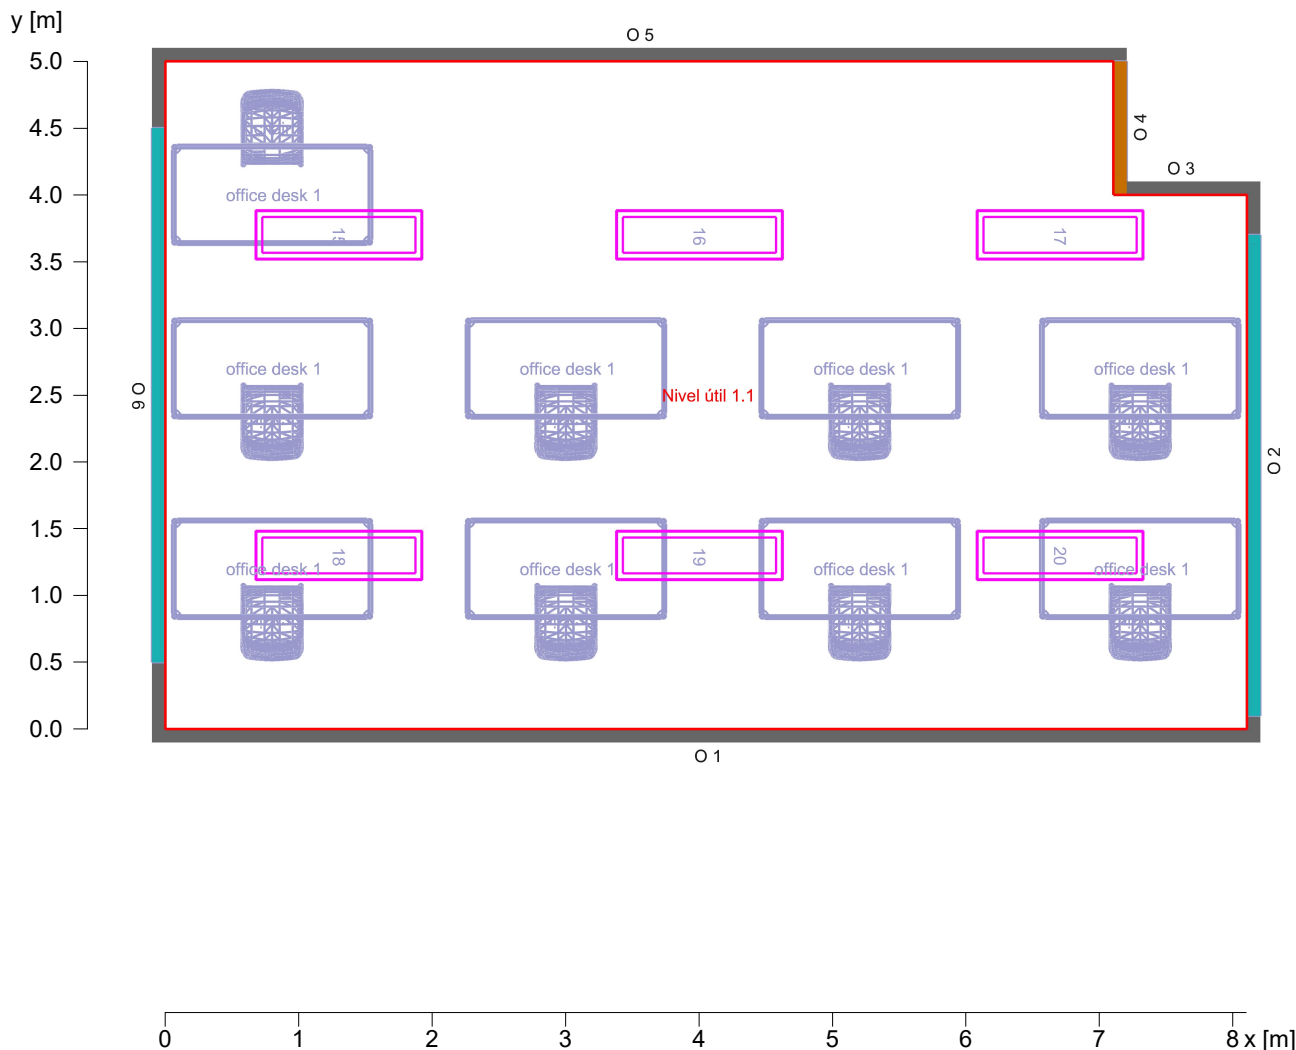 y [m]
O 5
5.0
4.5
O 4
O 3
4.0
office desk 1
15
16
17
3.5
3.0
office desk 1
office desk 1
office desk 1
office desk 1
2.5
Nivel útil 1.1
O 6
2.0
O 2
1.5
18
19
20
office desk 1
office desk 1
office desk 1
office desk 1
1.0
0.5
0.0
O 1
0 1 2 3 4 5 6 7 8 x [m]